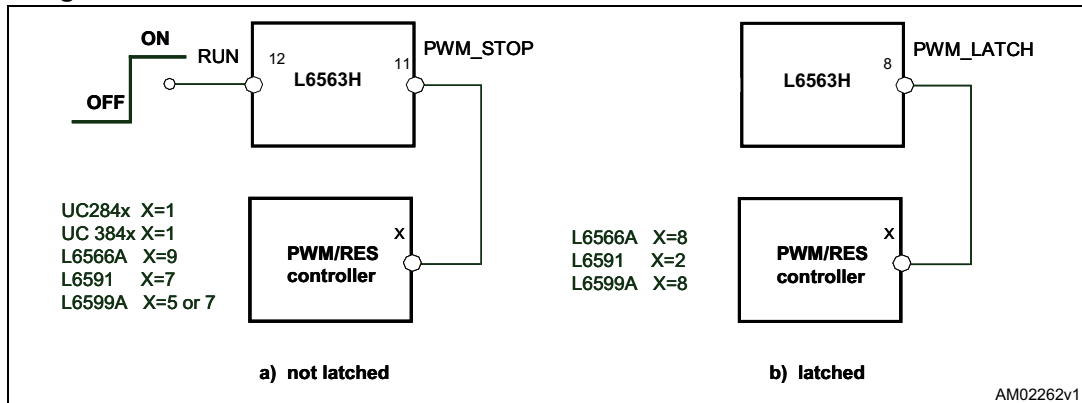 ON
OFF
RUN
12
L6563H
11
PWM_STOP
UC284x X=1
UC 384x X=1
L6566A X=9
L6591 X=7
L6599A X=5 or 7
PWM/RES
controller
X
a) not latched
L6563H
8
PWM_LATCH
L6566A X=8
L6591 X=2
L6599A X=8
PWM/RES
controller
X
b) latched
AM02262v1